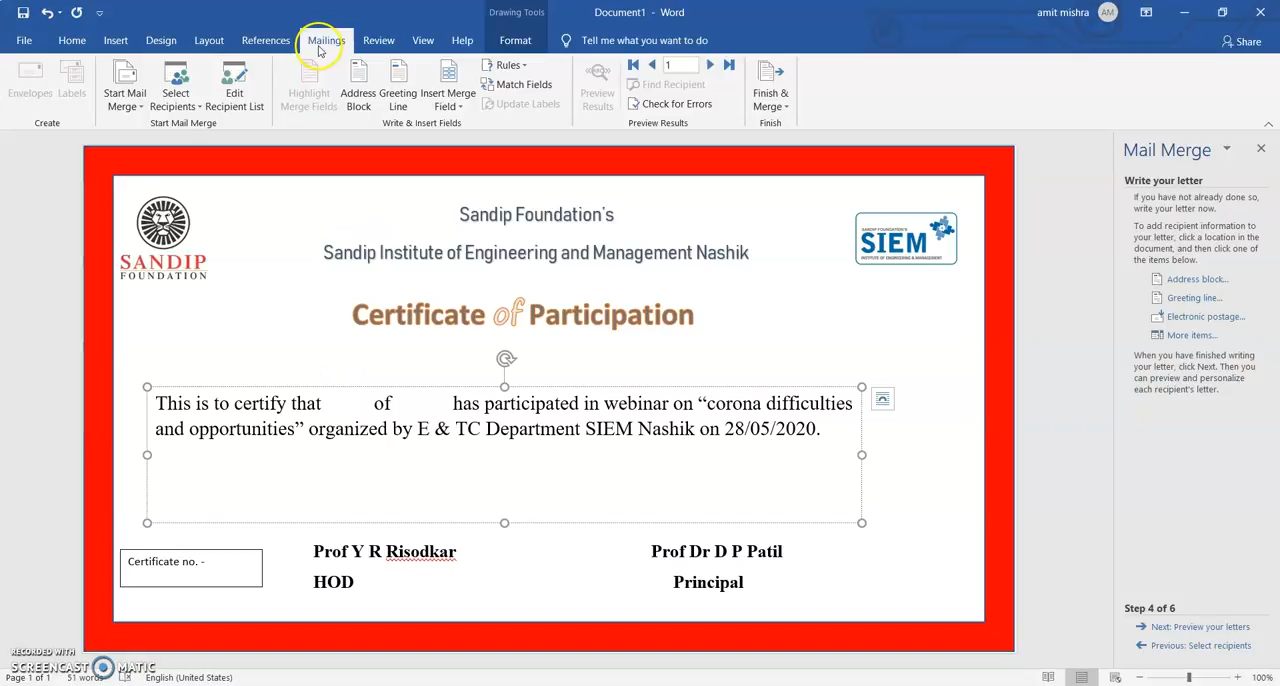 Drawing Tools
Document1 - Word
amit mishra
AM
File
Home
Insert
Design
Layout
References
Mailings
Review
View
Help
Format
Tell me what you want to do
Share
Envelopes
Labels
Start Mail
Merge
Select
Recipients
Edit
Recipient List
Highlight
Merge Fields
Address
Block
Greeting
Line
Insert Merge
Field
Rules
Match Fields
Update Labels
Preview
Results
1
Find Recipient
Check for Errors
Finish &
Merge
Create
Start Mail Merge
Write & Insert Fields
Preview Results
Finish
SANDIP
FOUNDATION
Sandip Foundation's
Sandip Institute of Engineering and Management Nashik
SANDIP FOUNDATION'S
SIEM
INSTITUTE OF ENGINEERING & MANAGEMENT
Certificate of Participation
This is to certify that of has participated in webinar on “corona difficulties
and opportunities” organized by E & TC Department SIEM Nashik on 28/05/2020.
Certificate no. -
Prof Y R Risodkar
HOD
Prof Dr D P Patil
Principal
Mail Merge
Write your letter
If you have not already done so,
write your letter now.
To add recipient information to
your letter, click a location in the
document, and then click one of
the items below.
Address block...
Greeting line...
Electronic postage...
More items...
When you have finished writing
your letter, click Next. Then you
can preview and personalize
each recipient's letter.
Step 4 of 6
Next: Preview your letters
Previous: Select recipients
RECORDED WITH
SCREENCAST MATIC
Page 1 of 1
51 words
English (United States)
100%